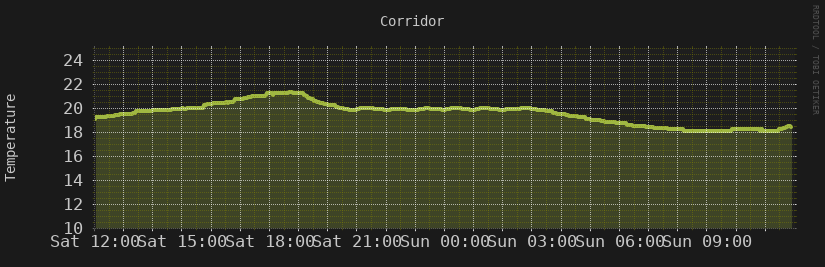 Corridor
RRDTOOL / TOBI OETIKER
Temperature
24
22
20
18
16
14
12
10
Sat 12:00 Sat 15:00 Sat 18:00 Sat 21:00 Sun 00:00 Sun 03:00 Sun 06:00 Sun 09:00